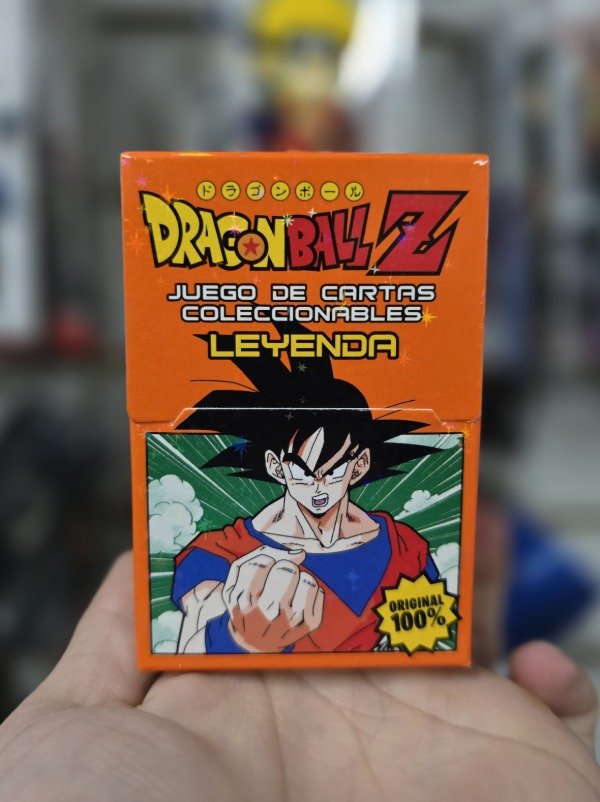 ドラゴンボール
DRAGON BALL Z
JUEGO DE CARTAS
COLECCIONABLES
LEYENDA
ORIGINAL
100%